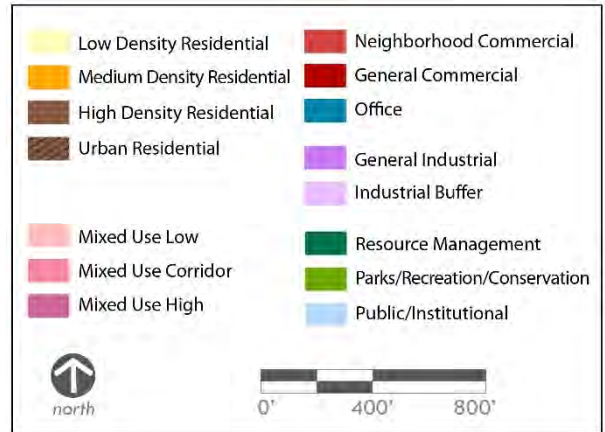 Low Density Residential
Medium Density Residential
High Density Residential
Urban Residential
Mixed Use Low
Mixed Use Corridor
Mixed Use High
Neighborhood Commercial
General Commercial
Office
General Industrial
Industrial Buffer
Resource Management
Parks/Recreation/Conservation
Public/Institutional
north
0' 400' 800'